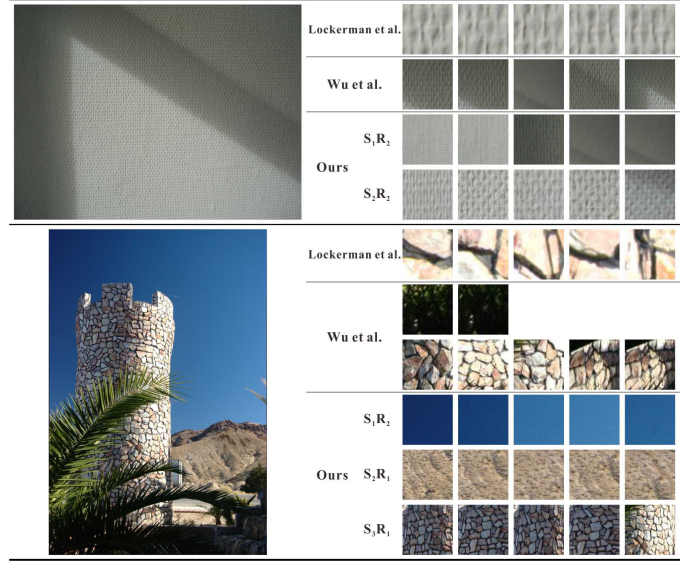 Lockerman et al.
Wu et al.
S₁R₂
Ours
S₂R₂
Lockerman et al.
Wu et al.
S₁R₂
Ours S₂R₁
S₃R₁